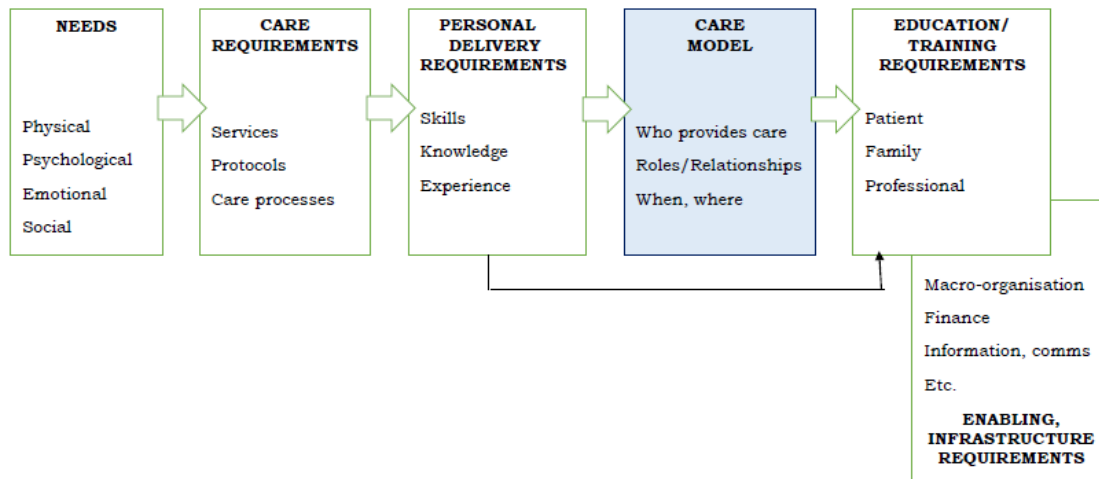 NEEDS
Physical
Psychological
Emotional
Social
CARE
REQUIREMENTS
Services
Protocols
Care processes
PERSONAL
DELIVERY
REQUIREMENTS
Skills
Knowledge
Experience
CARE
MODEL
Who provides care
Roles/Relationships
When, where
EDUCATION/
TRAINING
REQUIREMENTS
Patient
Family
Professional
Macro-organisation
Finance
Information, comms
Etc.
ENABLING,
INFRASTRUCTURE
REQUIREMENTS